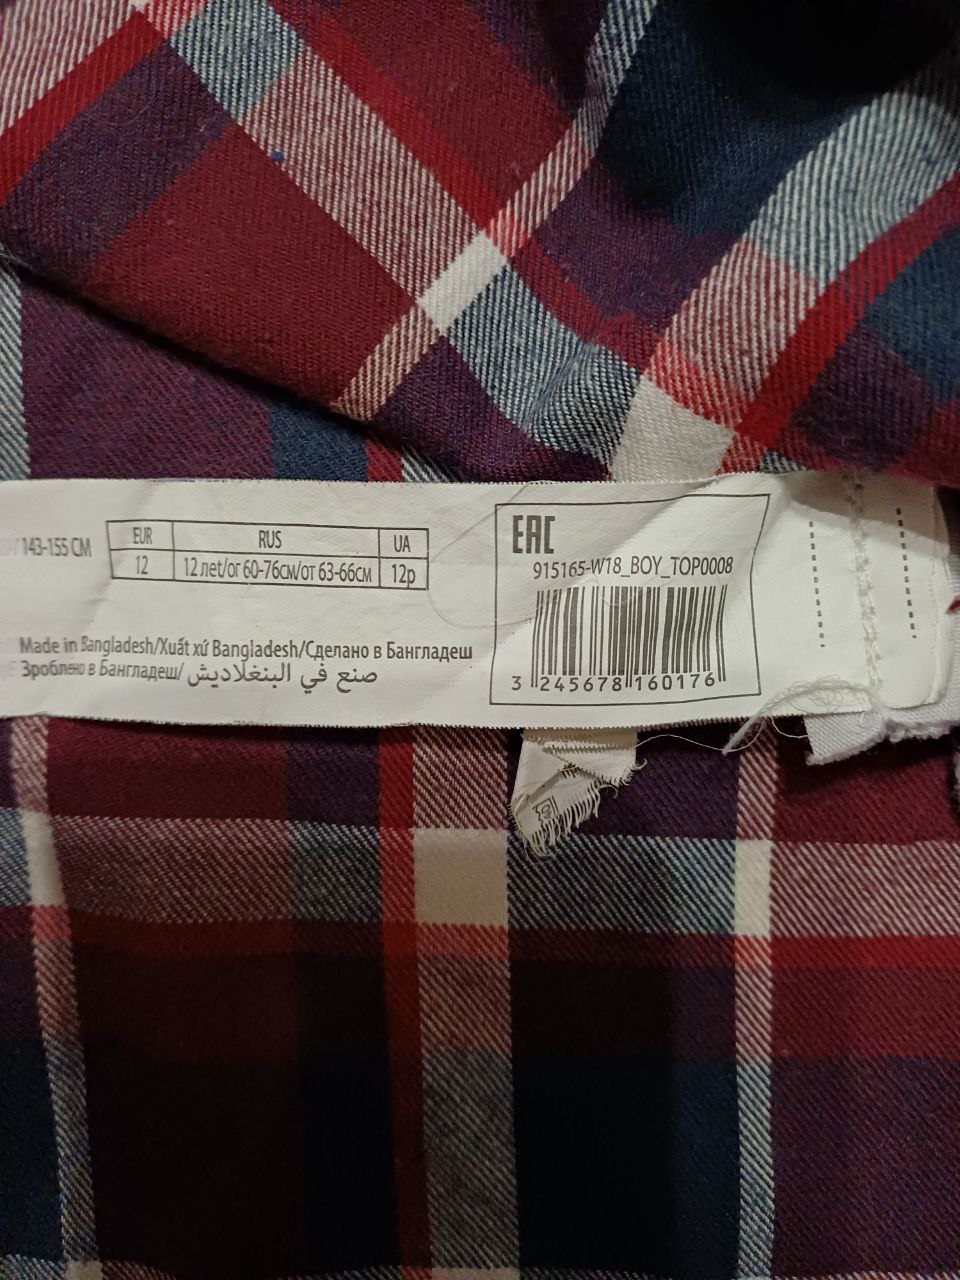 / 143-155 CM
EUR RUS UA
12 12 лet/ог 60-76см/от 63-66см 12р
Made in Bangladesh/Xuất xứ Bangladesh/Сделано в Бангладеш
Зроблено в Бангладеш/ صنع في البنغلاديش
EAC
915165-W18_BOY_TOP0008
3 245678 160176